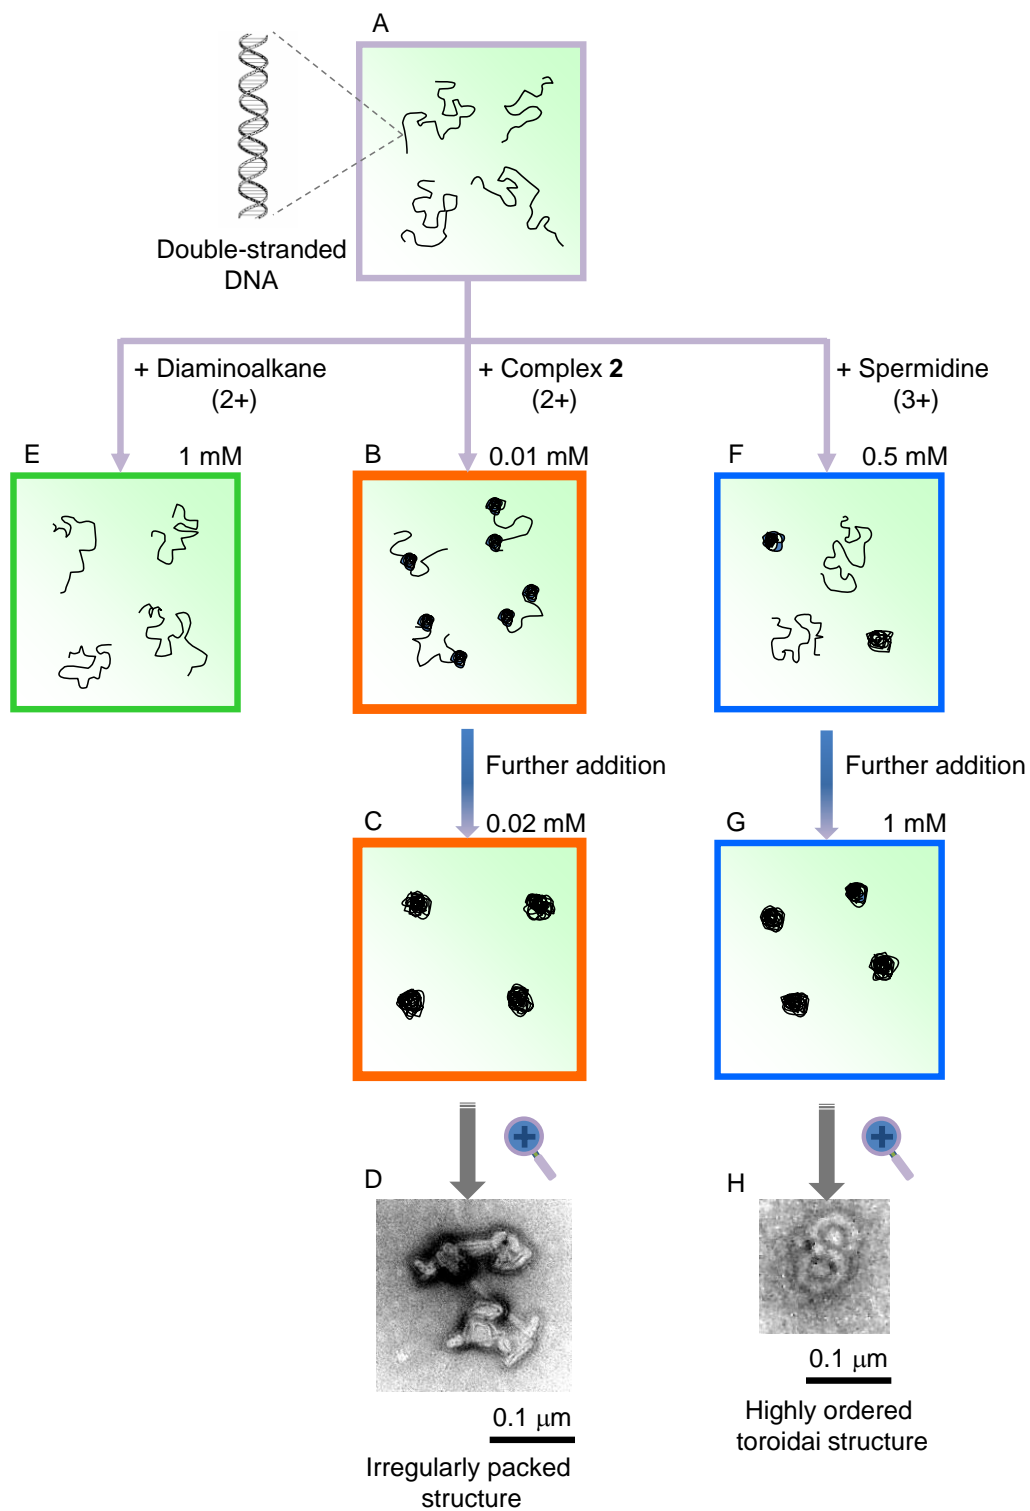 A
Double-stranded
DNA
+ Diaminoalkane
(2+)
+ Complex 2
(2+)
+ Spermidine
(3+)
E
1 mM
B
0.01 mM
F
0.5 mM
Further addition
Further addition
C
0.02 mM
G
1 mM
D
H
0.1 μm
Irregularly packed
structure
0.1 μm
Highly ordered
toroidai structure